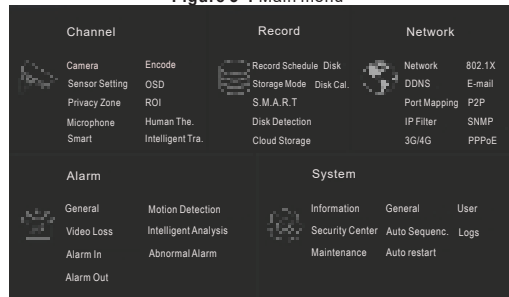 Channel
Camera Encode
Sensor Setting OSD
Privacy Zone ROI
Microphone Human The.
Smart Intelligent Tra.
Record
Record Schedule Disk
Storage Mode Disk Cal.
S.M.A.R.T
Disk Detection
Cloud Storage
Network
Network 802.1X
DDNS E-mail
Port Mapping P2P
IP Filter SNMP
3G/4G PPPoE
Alarm
General Motion Detection
Video Loss Intelligent Analysis
Alarm In Abnormal Alarm
Alarm Out
System
Information General User
Security Center Auto Sequenc. Logs
Maintenance Auto restart